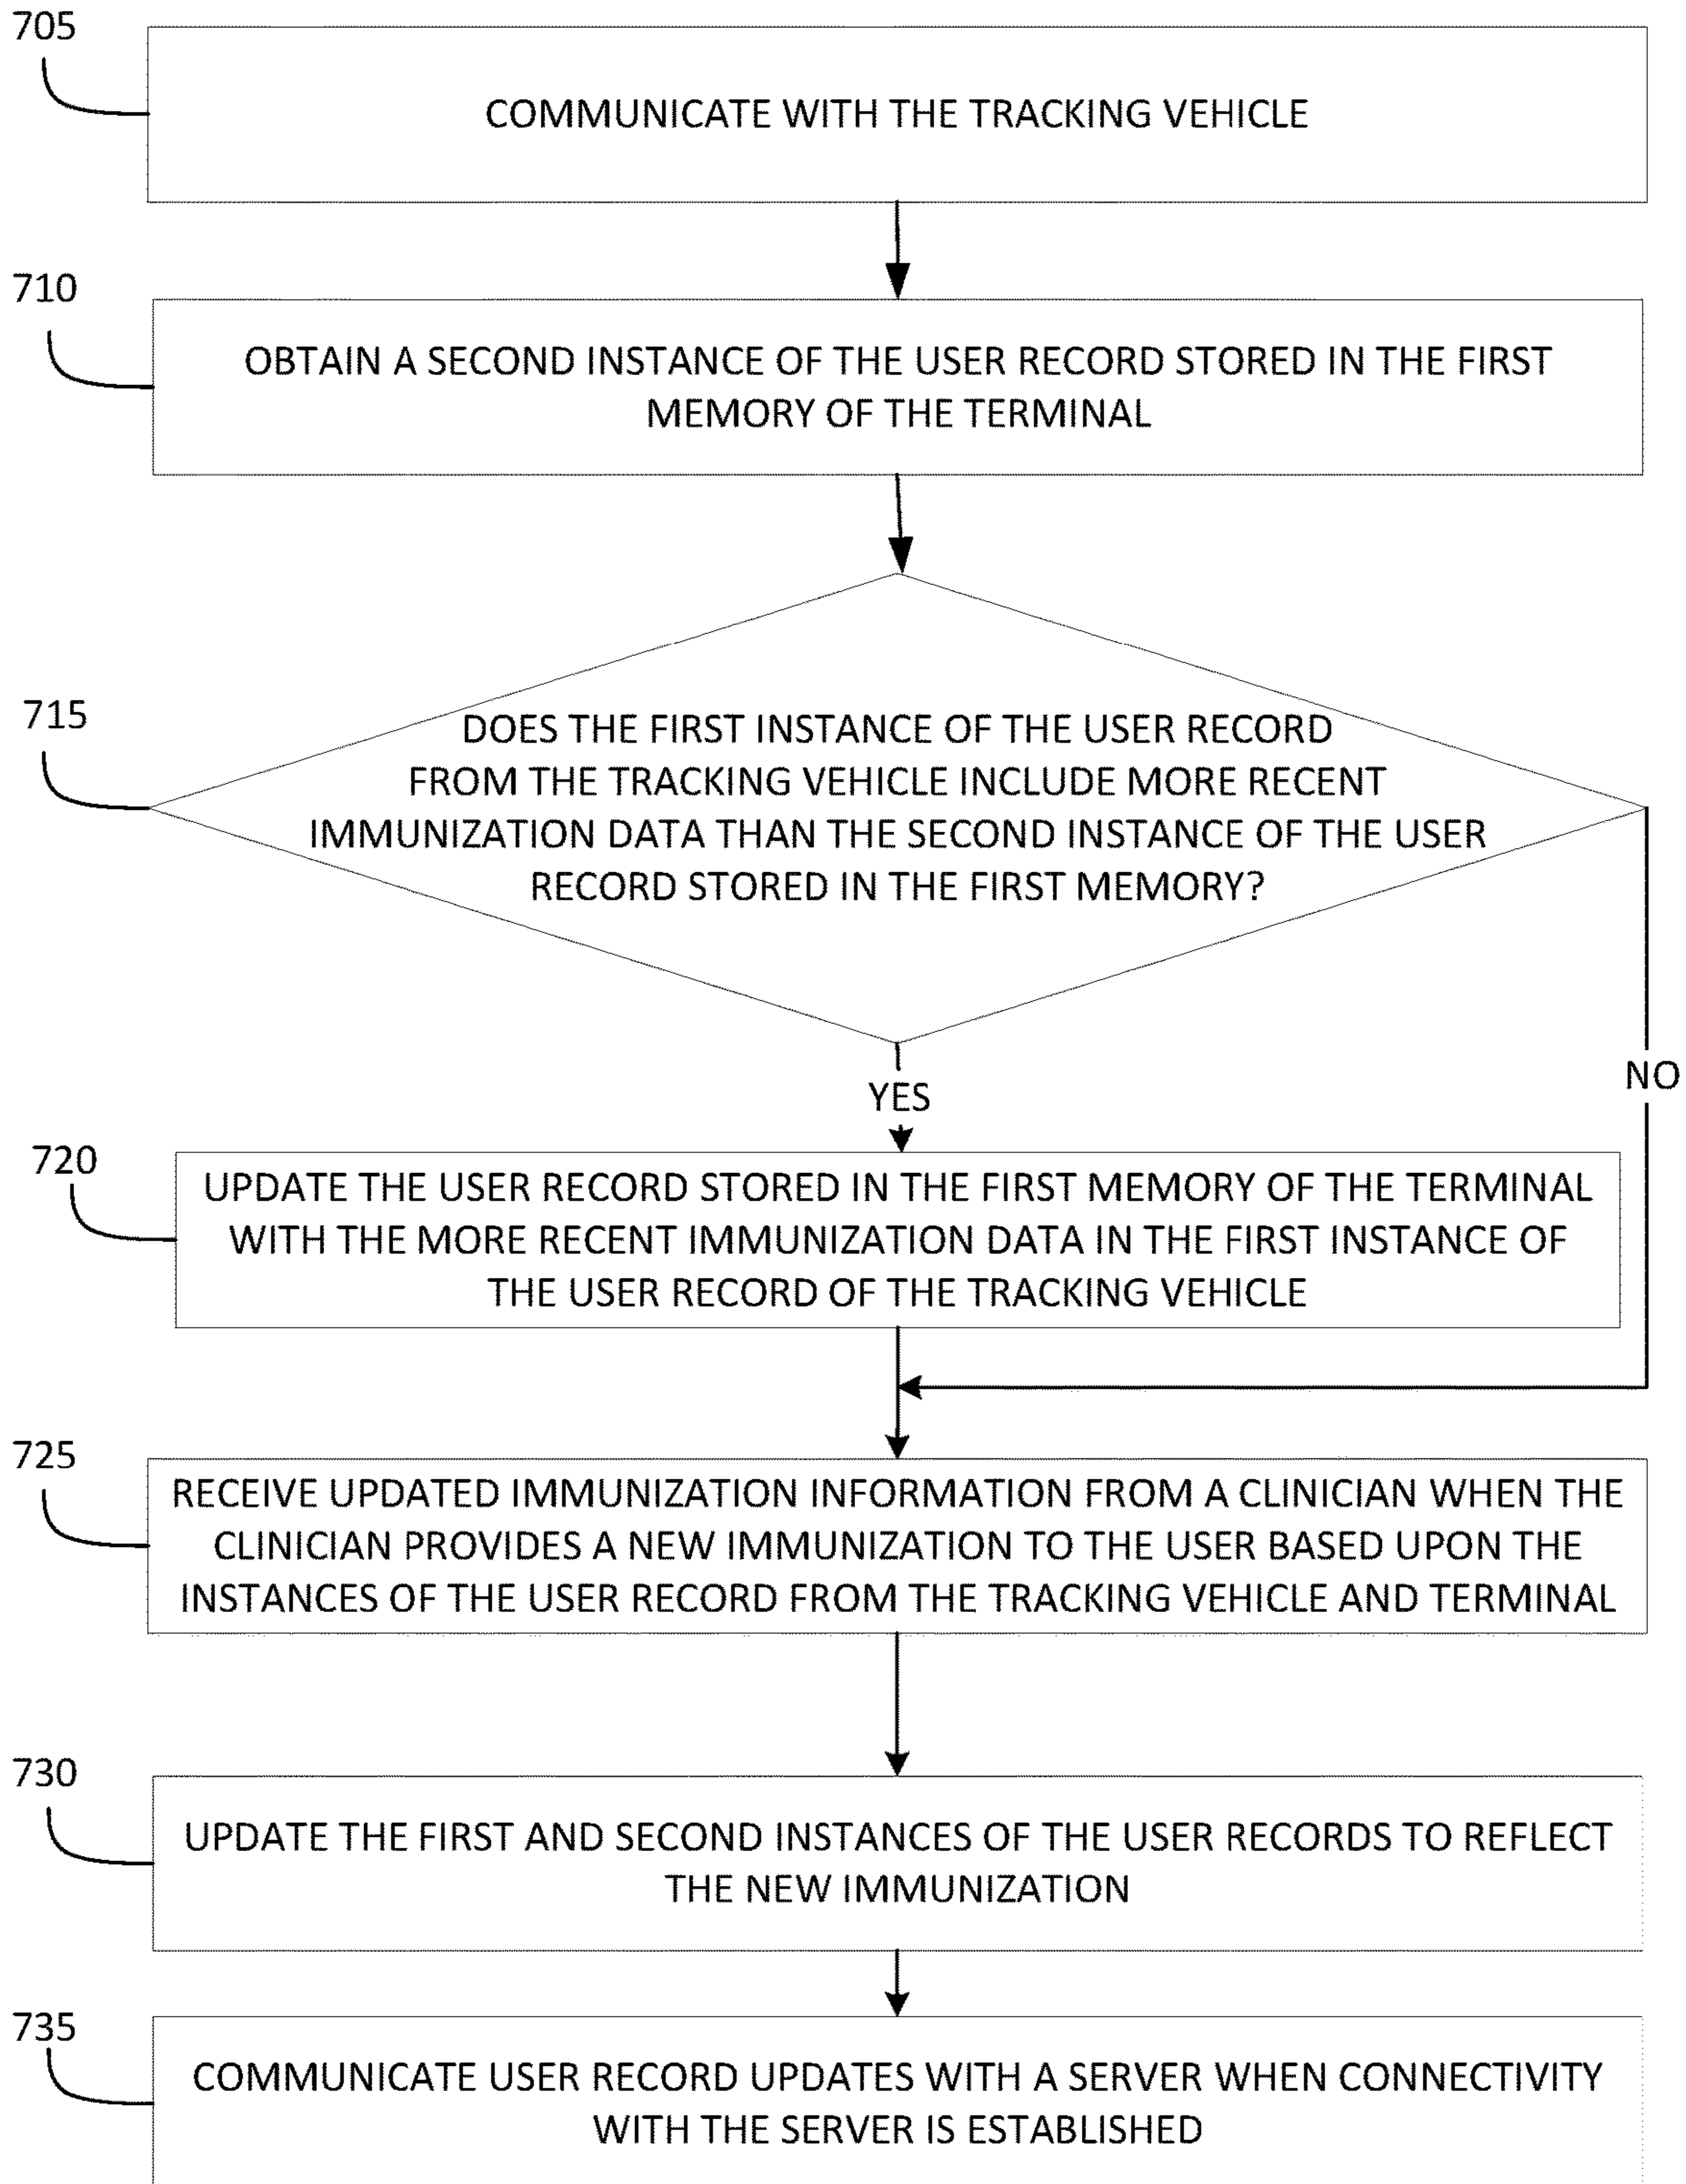 705
COMMUNICATE WITH THE TRACKING VEHICLE
710
OBTAIN A SECOND INSTANCE OF THE USER RECORD STORED IN THE FIRST
MEMORY OF THE TERMINAL
715
DOES THE FIRST INSTANCE OF THE USER RECORD
FROM THE TRACKING VEHICLE INCLUDE MORE RECENT
IMMUNIZATION DATA THAN THE SECOND INSTANCE OF THE USER
RECORD STORED IN THE FIRST MEMORY?
NO
YES
720
UPDATE THE USER RECORD STORED IN THE FIRST MEMORY OF THE TERMINAL
WITH THE MORE RECENT IMMUNIZATION DATA IN THE FIRST INSTANCE OF
THE USER RECORD OF THE TRACKING VEHICLE
725
RECEIVE UPDATED IMMUNIZATION INFORMATION FROM A CLINICIAN WHEN THE
CLINICIAN PROVIDES A NEW IMMUNIZATION TO THE USER BASED UPON THE
INSTANCES OF THE USER RECORD FROM THE TRACKING VEHICLE AND TERMINAL
730
UPDATE THE FIRST AND SECOND INSTANCES OF THE USER RECORDS TO REFLECT
THE NEW IMMUNIZATION
735
COMMUNICATE USER RECORD UPDATES WITH A SERVER WHEN CONNECTIVITY
WITH THE SERVER IS ESTABLISHED